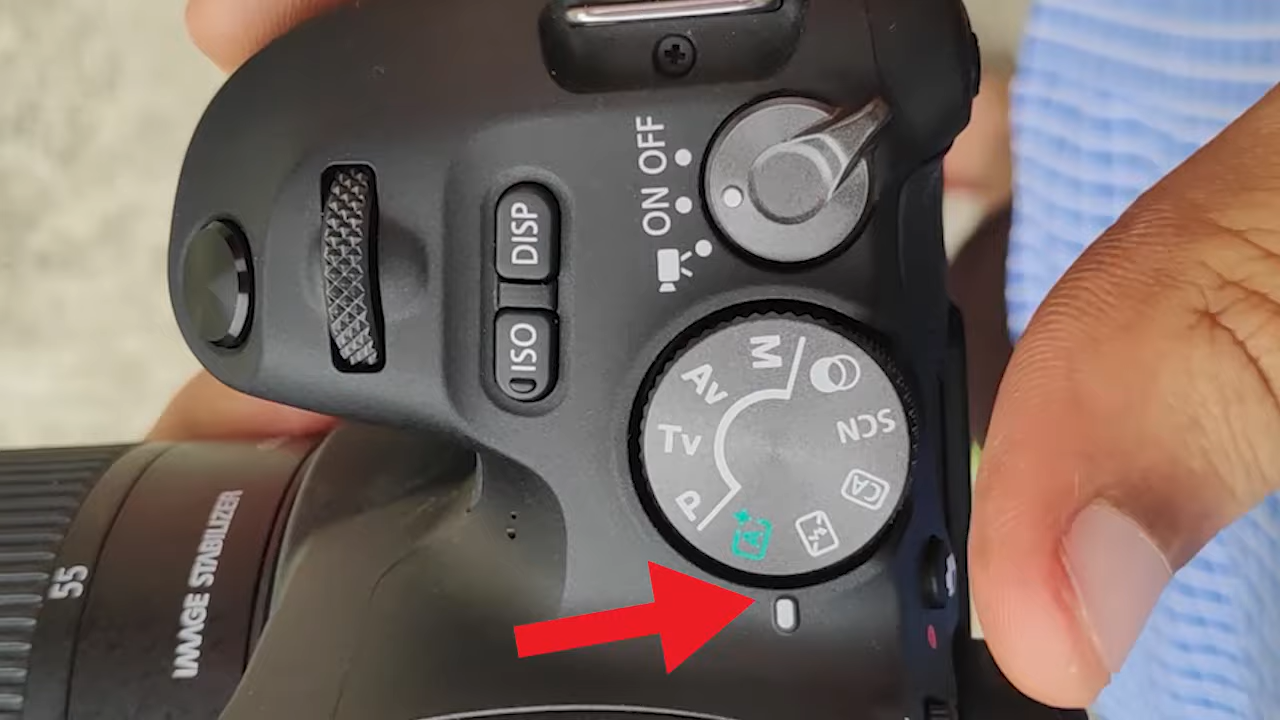 ON OFF
DISP
ISO
M
Av
Tv
P
A
SCN
CA
55
IMAGE STABILIZER